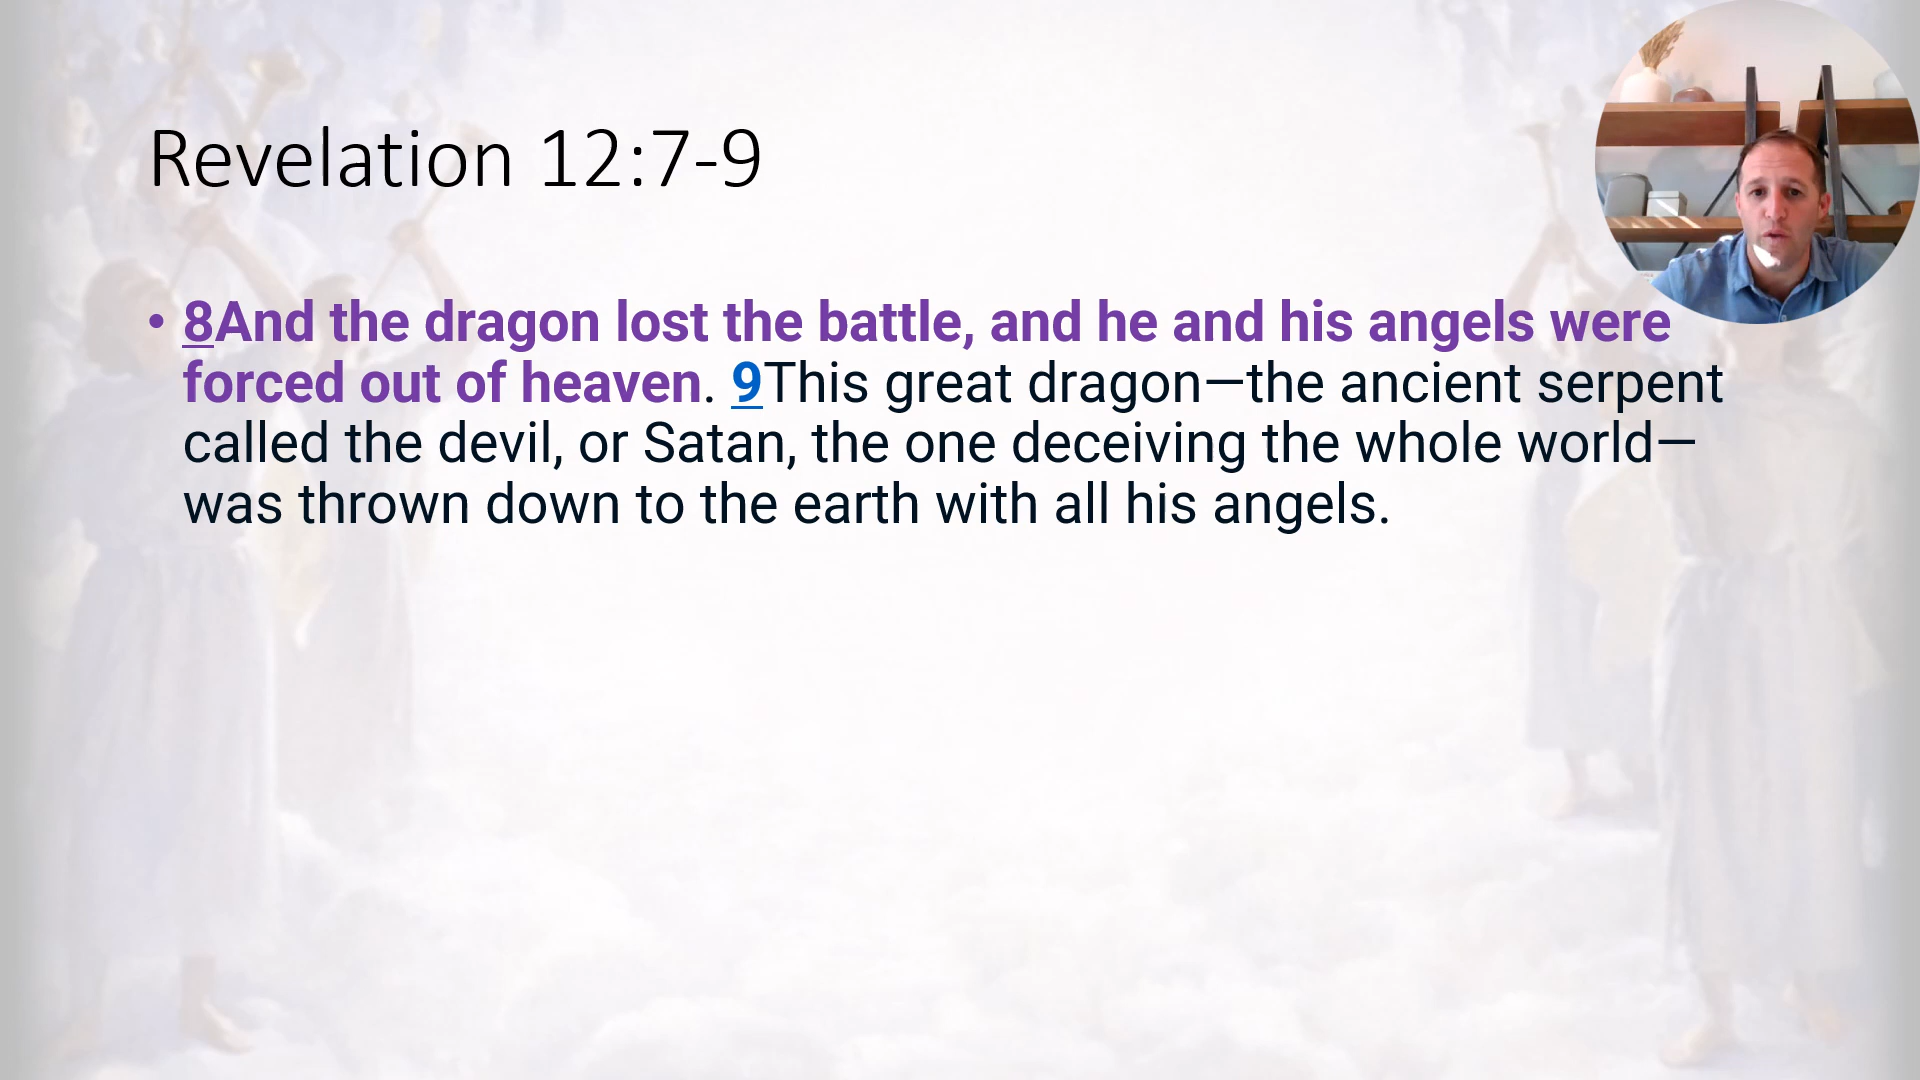 Revelation 12:7-9
• 8And the dragon lost the battle, and he and his angels were
forced out of heaven. 9This great dragon—the ancient serpent
called the devil, or Satan, the one deceiving the whole world—
was thrown down to the earth with all his angels.